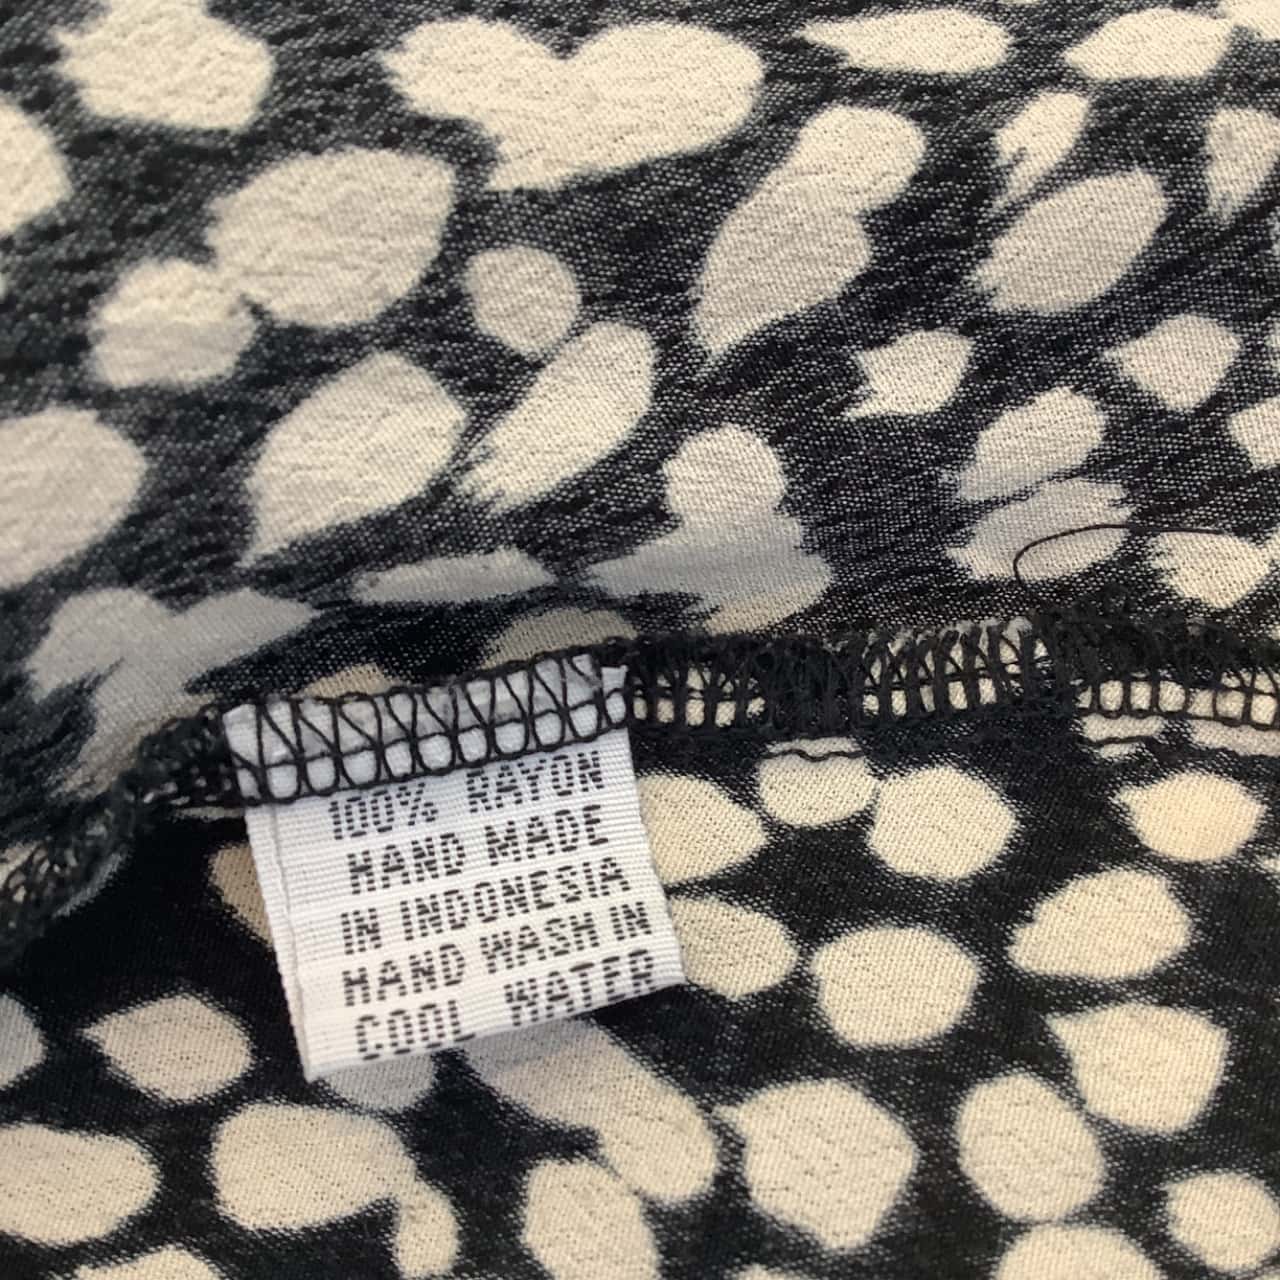 100% RAYON
HAND MADE
IN INDONESIA
HAND WASH IN
COOL WATER